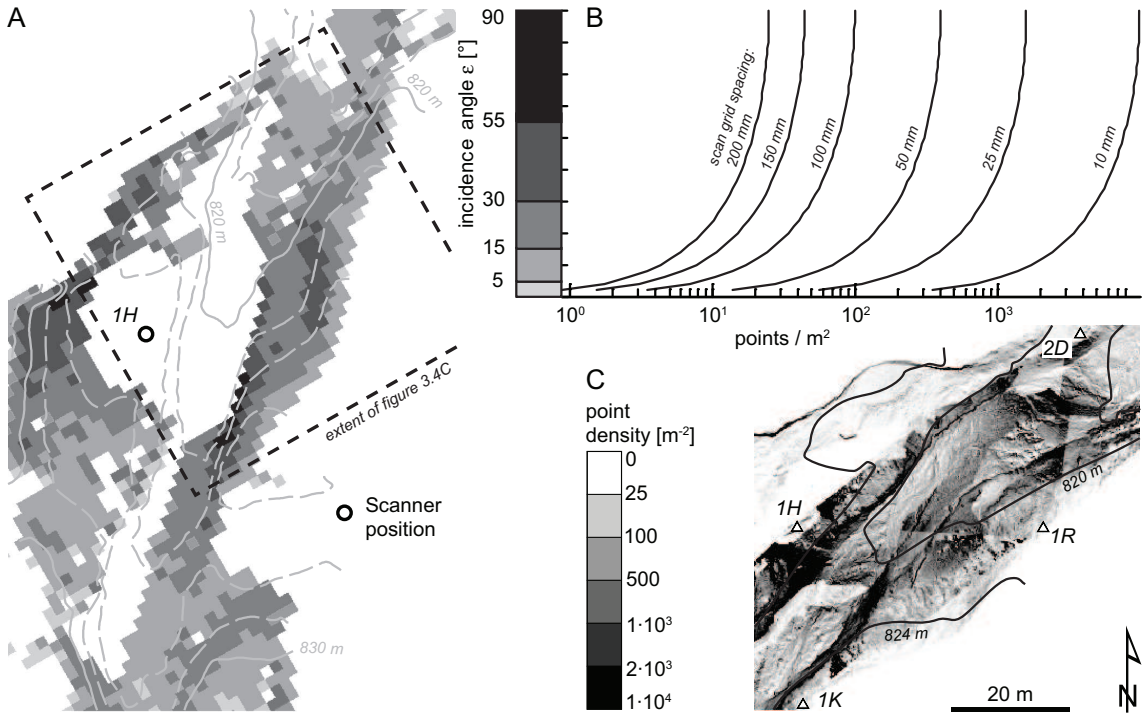 A
820 m
820 m
1H
extent of figure 3.4C
Scanner
position
830 m
incidence angle ε [°]
90
55
30
15
5
B
scan grid spacing:
200 mm
150 mm
100 mm
50 mm
25 mm
10 mm
10⁰
10¹
10²
10³
points / m²
C
point
density [m⁻²]
0
25
100
500
1·10³
2·10³
1·10⁴
2D
820 m
1H
1R
824 m
1K
20 m
N